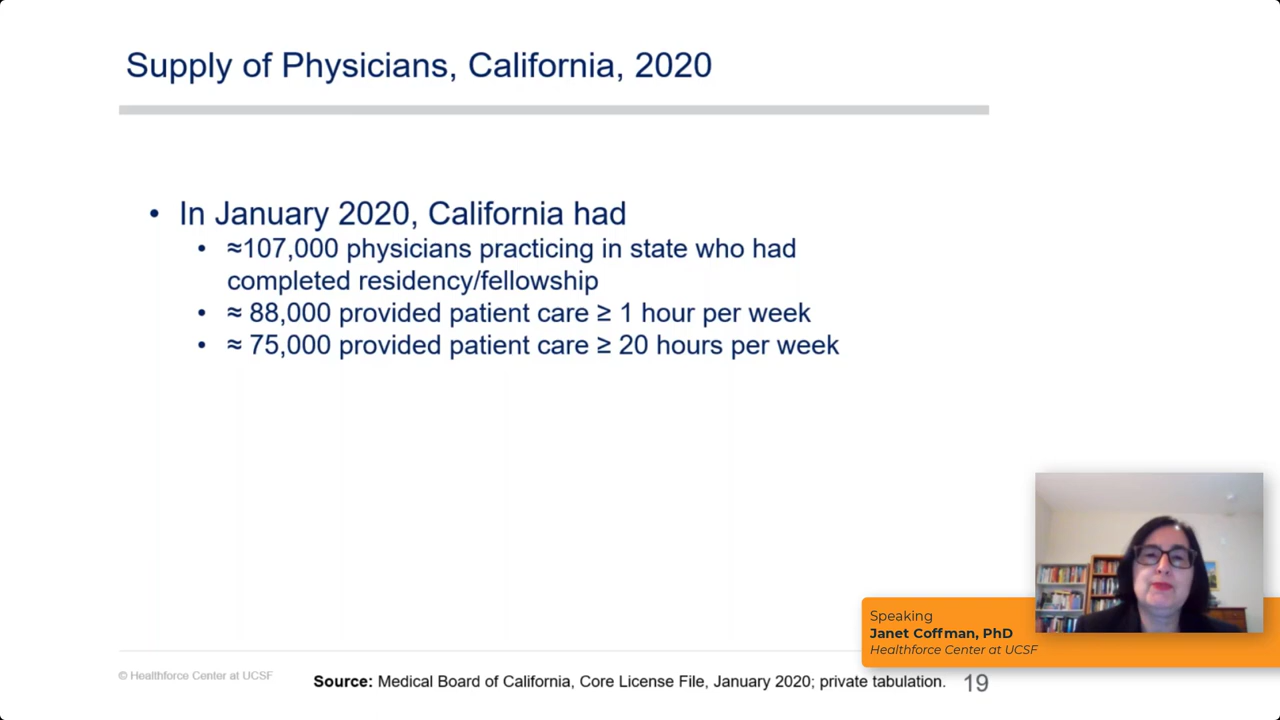 Supply of Physicians, California, 2020
• In January 2020, California had
• ≈107,000 physicians practicing in state who had
completed residency/fellowship
• ≈ 88,000 provided patient care ≥ 1 hour per week
• ≈ 75,000 provided patient care ≥ 20 hours per week
Speaking
Janet Coffman, PhD
Healthforce Center at UCSF
© Healthforce Center at UCSF
Source: Medical Board of California, Core License File, January 2020; private tabulation.
19